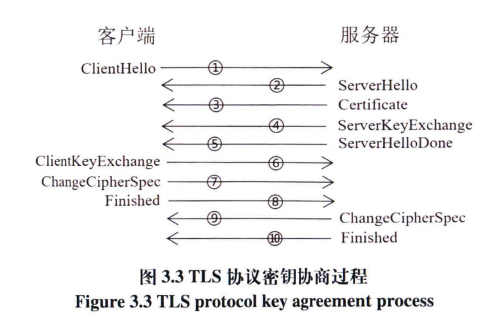 客户端 服务器
ClientHello ①
② ServerHello
③ Certificate
④ ServerKeyExchange
⑤ ServerHelloDone
ClientKeyExchange ⑥
ChangeCipherSpec ⑦
Finished ⑧
⑨ ChangeCipherSpec
⑩ Finished
图 3.3 TLS 协议密钥协商过程
Figure 3.3 TLS protocol key agreement process